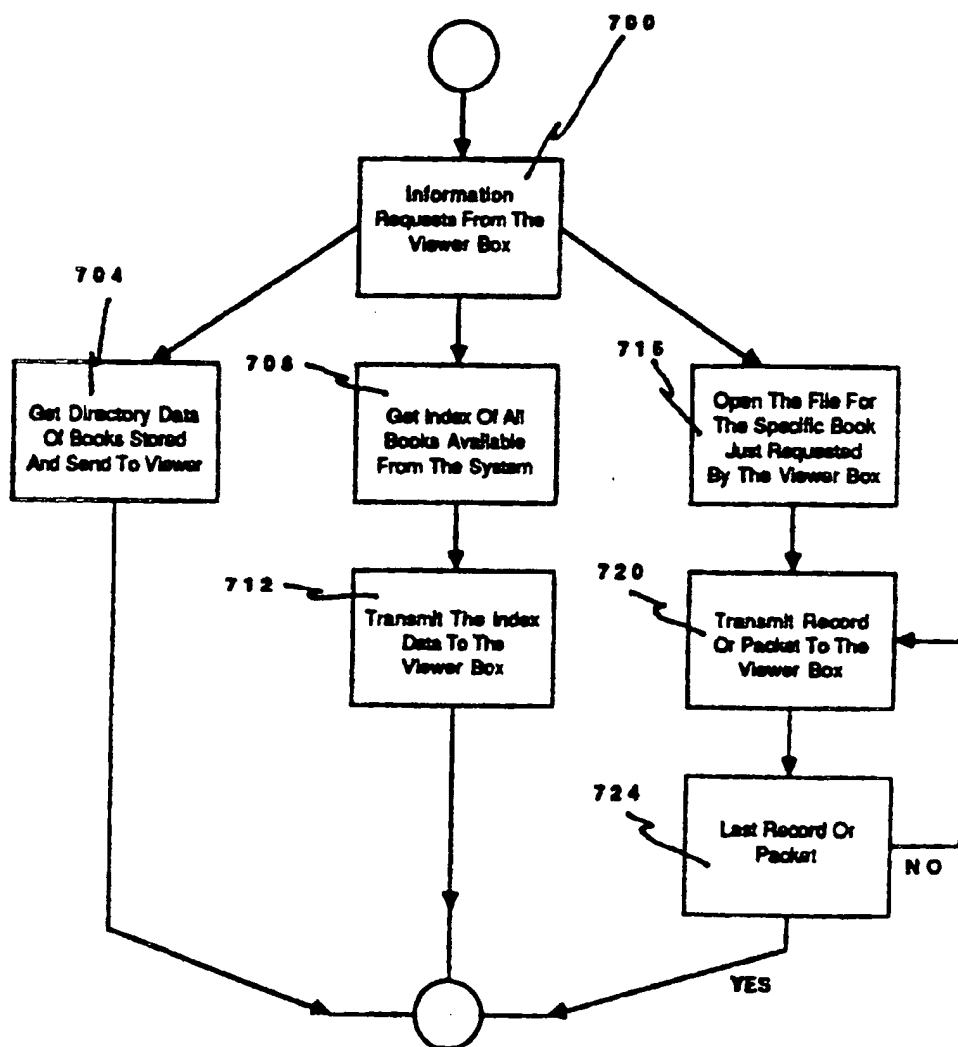 700
Information
Requests From The
Viewer Box
704
Get Directory Data
Of Books Stored
And Send To Viewer
708
Get Index Of All
Books Available
From The System
715
Open The File For
The Specific Book
Just Requested
By The Viewer Box
712
Transmit The Index
Data To The
Viewer Box
720
Transmit Record
Or Packet To The
Viewer Box
724
Last Record Or
Packet
NO
YES